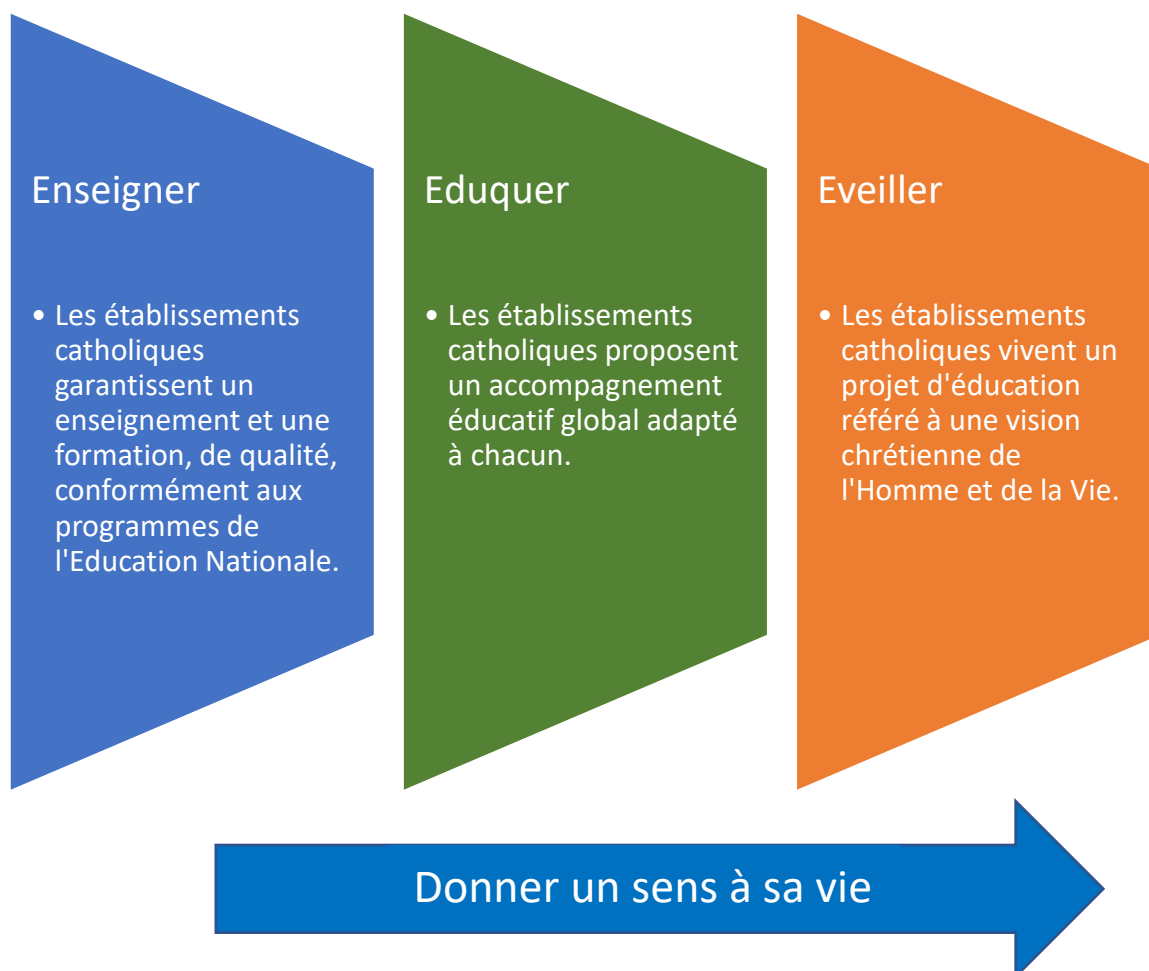 Enseigner
• Les établissements
catholiques
garantissent un
enseignement et une
formation, de qualité,
conformément aux
programmes de
l'Education Nationale.
Eduquer
• Les établissements
catholiques proposent
un accompagnement
éducatif global adapté
à chacun.
Eveiller
• Les établissements
catholiques vivent un
projet d'éducation
référé à une vision
chrétienne de
l'Homme et de la Vie.
Donner un sens à sa vie